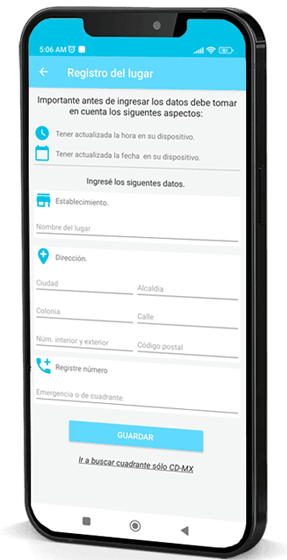 5:06 AM
Registro del lugar
Importante antes de ingresar los datos debe tomar
en cuenta los siguentes aspectos:
Tener actualizada la hora en su dispositivo.
Tener actualizada la fecha en su dispositivo.
Ingresé los siguentes datos.
Establecimiento.
Nombre del lugar
Dirección.
Ciudad
Alcaldia
Colonia
Calle
Núm. interior y exterior
Código postal
Registre número
Emergencia o de cuadrante.
GUARDAR
Ir a buscar cuadrante sólo CD-MX